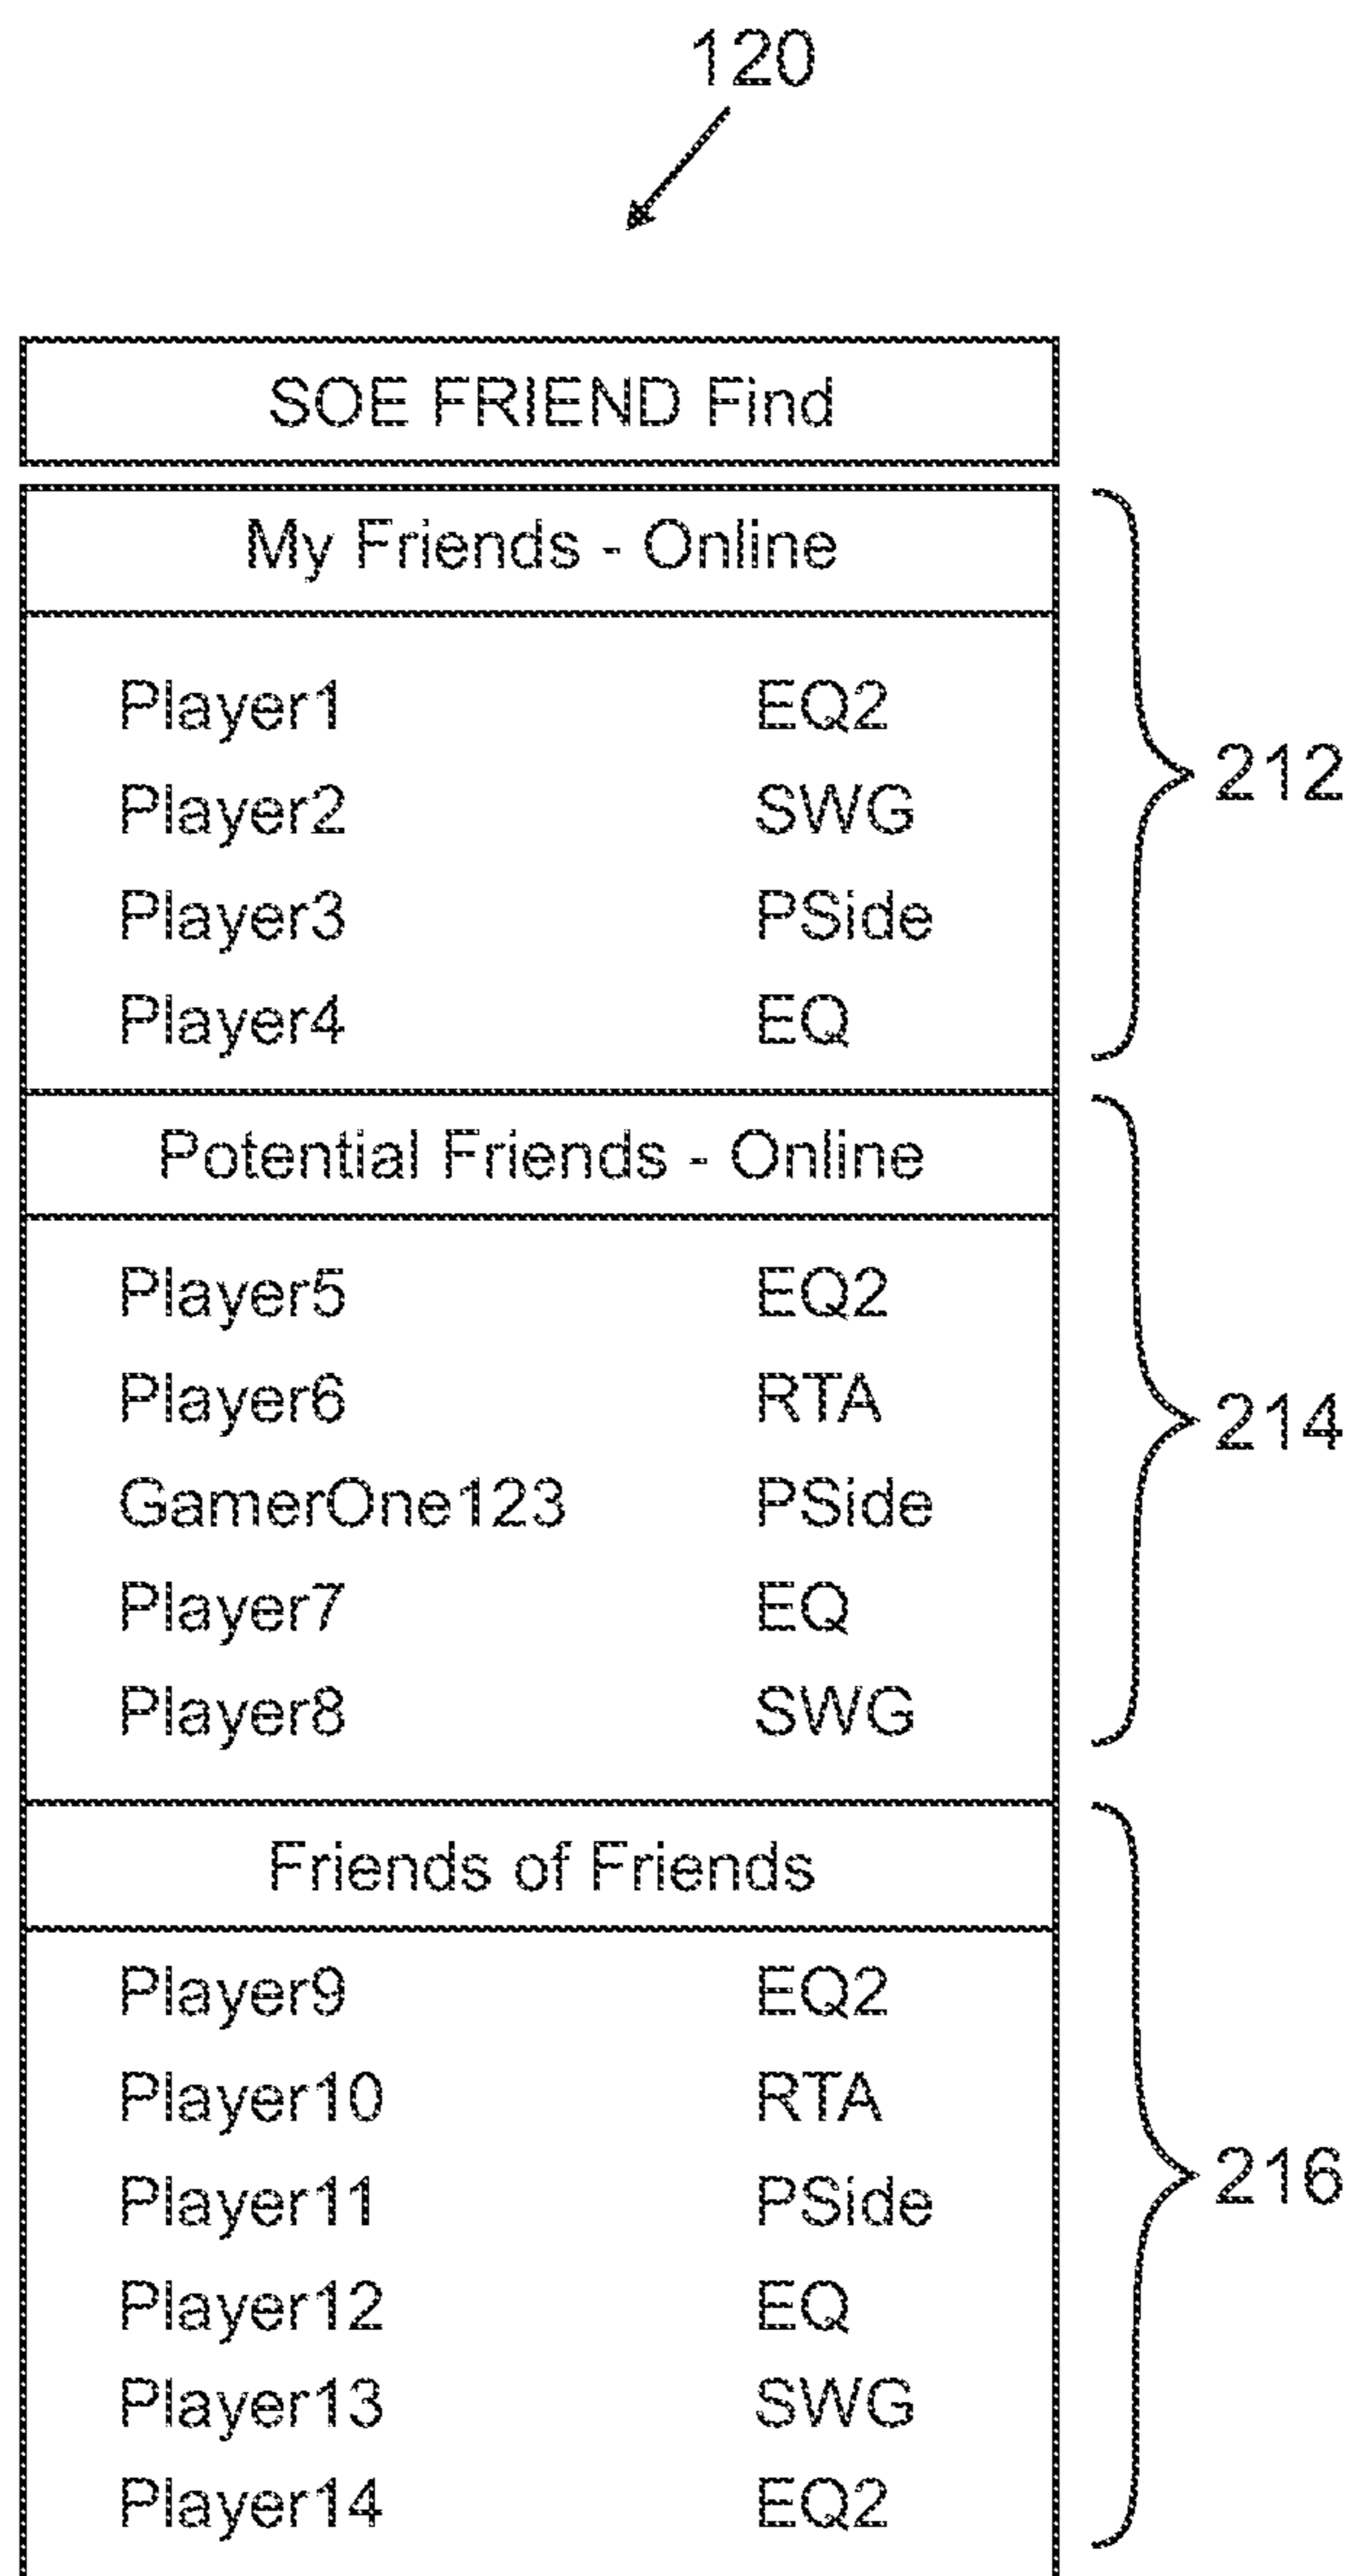 120
SOE FRIEND Find
My Friends - Online
Player1 EQ2
Player2 SWG
212
Player3 PSide
Player4 EQ
Potential Friends - Online
Player5 EQ2
Player6 RTA
214
GamerOne123 PSide
Player7 EQ
Player8 SWG
Friends of Friends
Player9 EQ2
Player10 RTA
216
Player11 PSide
Player12 EQ
Player13 SWG
Player14 EQ2